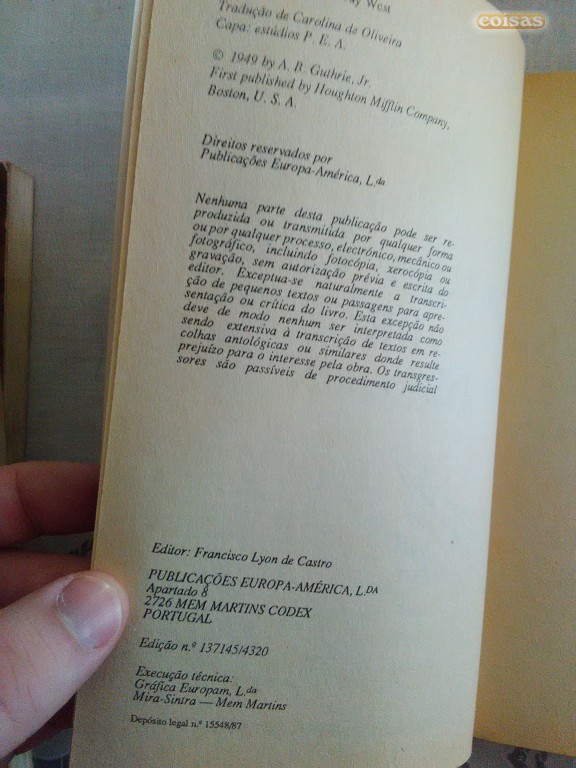 coisas
West
Tradução de Carolina de Oliveira
Capa: estúdios P. E. A.
© 1949 by A. B. Guthrie, Jr.
First published by Houghton Mifflin Company,
Boston, U. S. A.
Direitos reservados por
Publicações Europa-América, L.da
Nenhuma parte desta publicação pode ser re-
produzida ou transmitida por qualquer forma
ou por qualquer processo, electrónico, mecânico ou
fotográfico, incluindo fotocópia, xerocópia ou
gravação, sem autorização prévia e escrita do
editor. Exceptua-se naturalmente a transcri-
ção de pequenos textos ou passagens para apre-
sentação ou crítica do livro. Esta excepção não
deve de modo nenhum ser interpretada como
sendo extensiva à transcrição de textos em re-
colhas antológicas ou similares donde resulte
prejuízo para o interesse pela obra. Os transgres-
sores são passíveis de procedimento judicial
Editor: Francisco Lyon de Castro
PUBLICAÇÕES EUROPA-AMÉRICA, L.DA
Apartado 8
2726 MEM MARTINS CODEX
PORTUGAL
Edição n.º 137145/4320
Execução técnica:
Gráfica Europam, L.da
Mira-Sintra — Mem Martins
Depósito legal n.º 15548/87